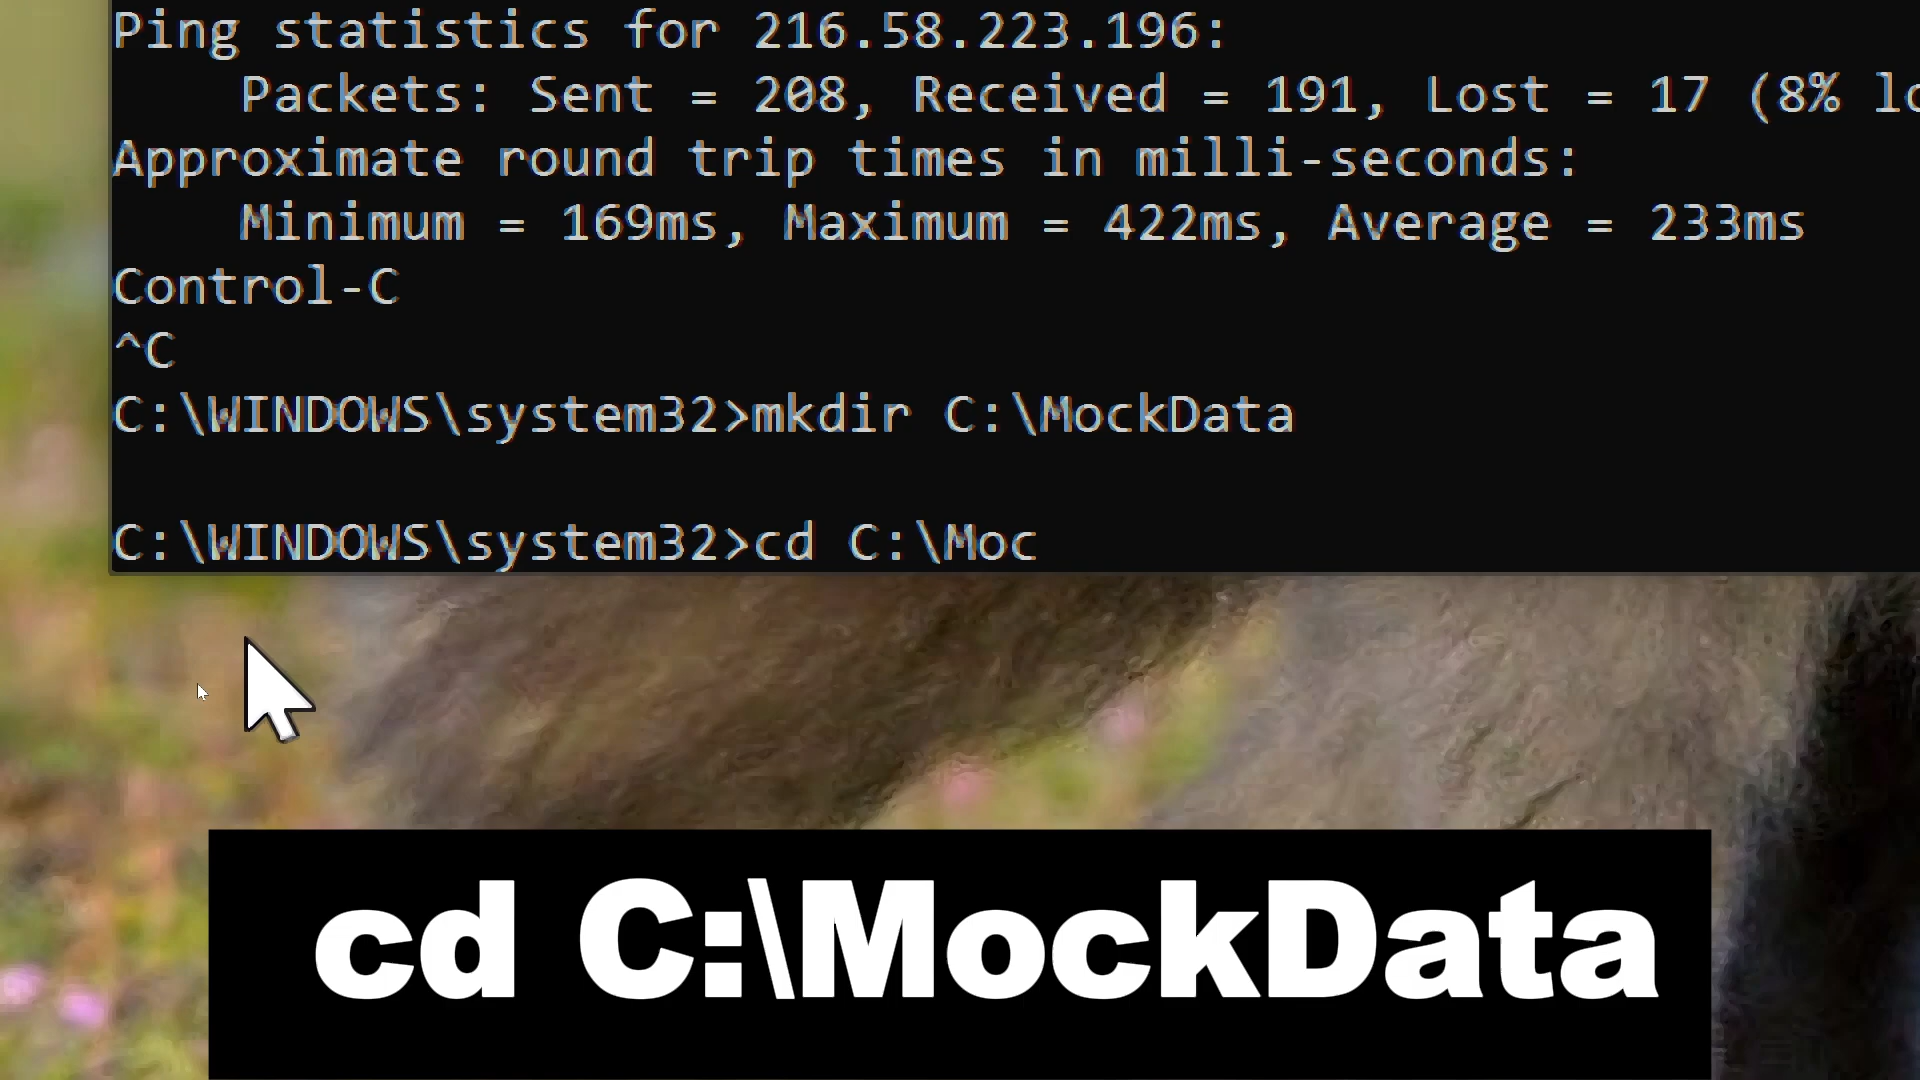 Ping statistics for 216.58.223.196:
Packets: Sent = 208, Received = 191, Lost = 17 (8% lo
Approximate round trip times in milli-seconds:
Minimum = 169ms, Maximum = 422ms, Average = 233ms
Control-C
^C
C:\WINDOWS\system32>mkdir C:\MockData
C:\WINDOWS\system32>cd C:\Moc
cd C:\MockData